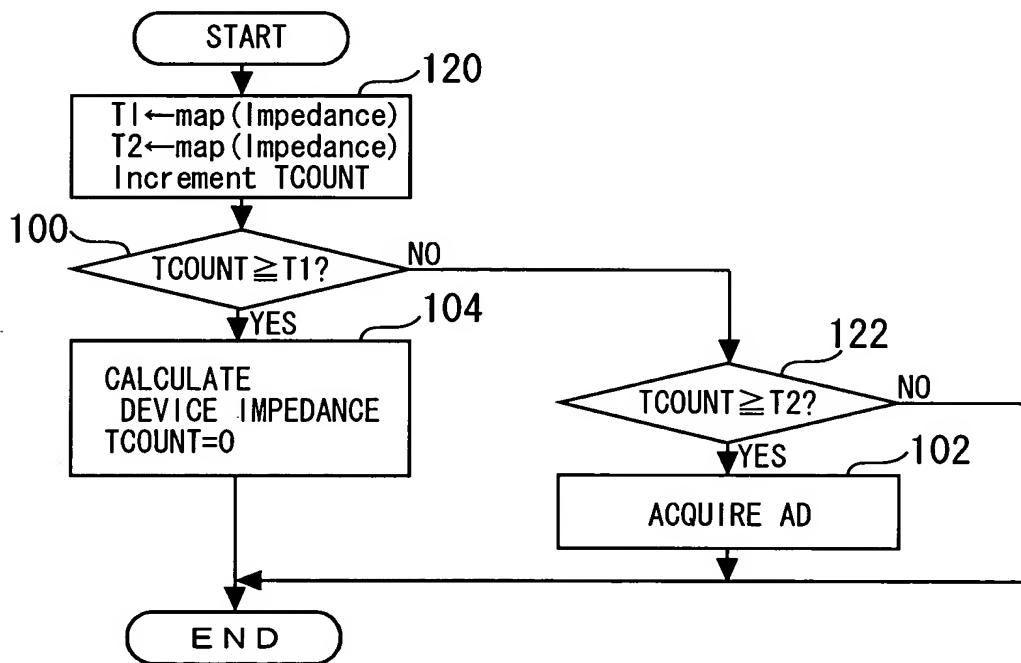 START
120
T1←map(Impedance)
T2←map(Impedance)
Increment TCOUNT
100
TCOUNT≧T1?
NO
YES
104
CALCULATE
DEVICE IMPEDANCE
TCOUNT=0
122
TCOUNT≧T2?
NO
YES
102
ACQUIRE AD
END